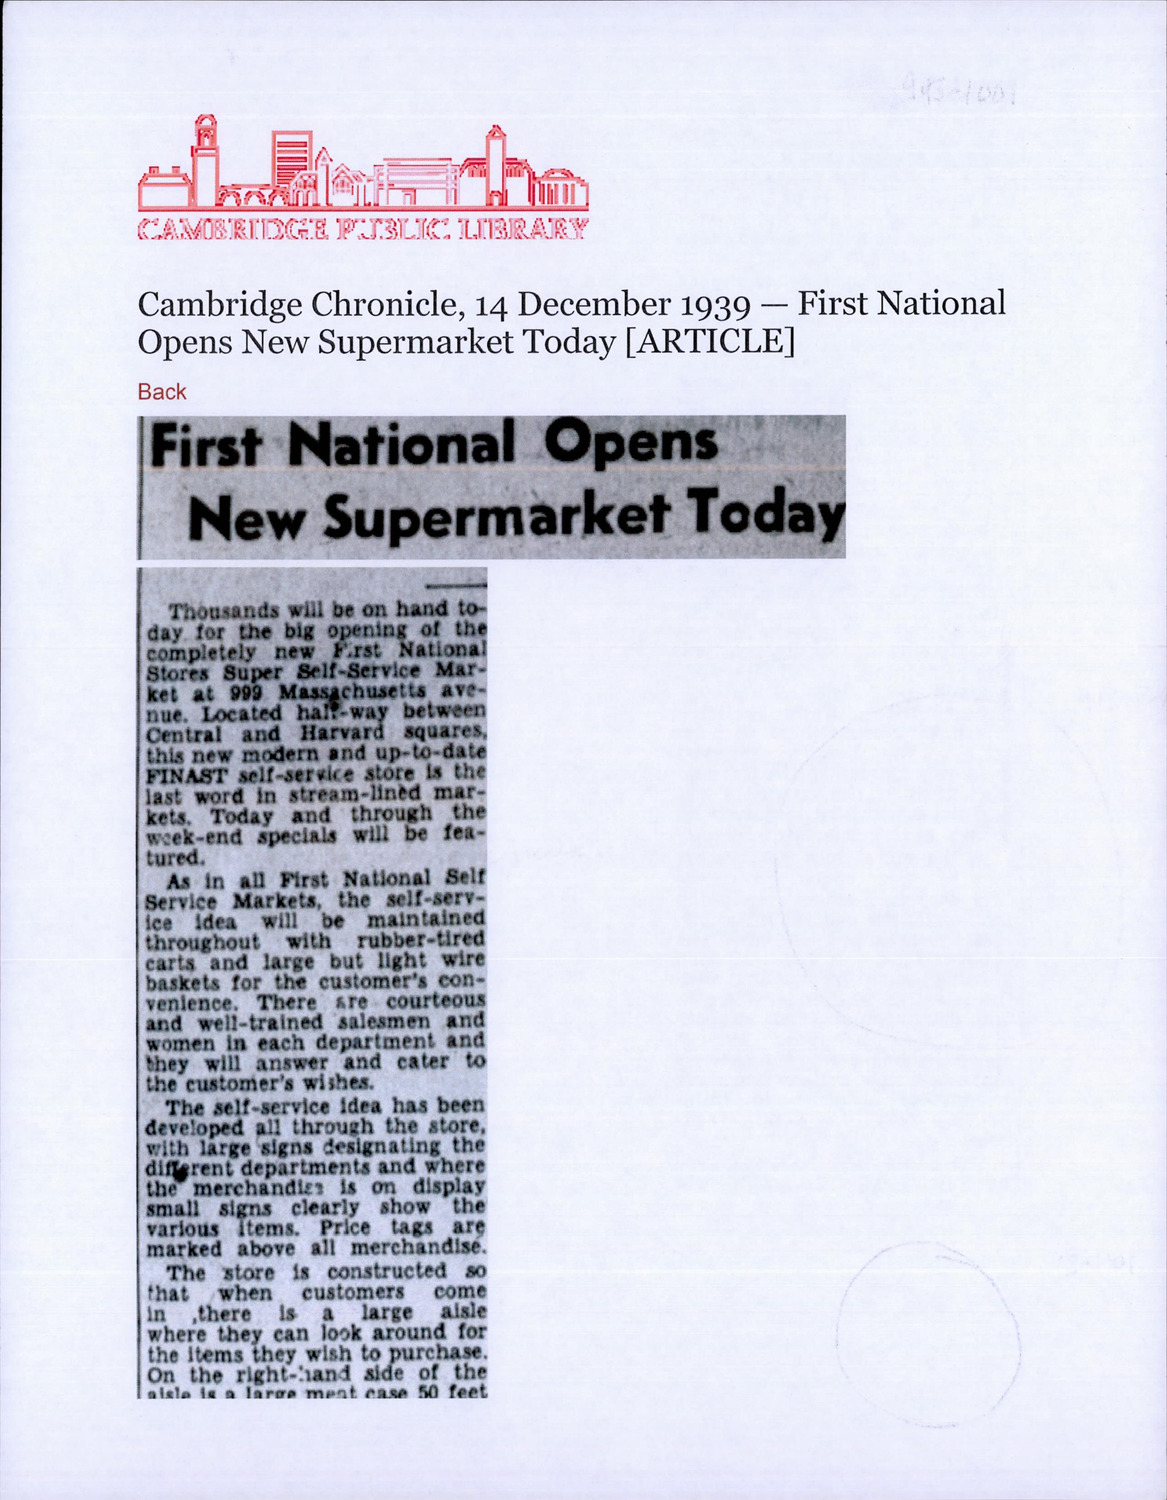 CAMBRIDGE PUBLIC LIBRARY
Cambridge Chronicle, 14 December 1939 — First National
Opens New Supermarket Today [ARTICLE]
Back
First National Opens
New Supermarket Today
Thousands will be on hand to-
day for the big opening of the
completely new First National
Stores Super Self-Service Mar-
ket at 999 Massachusetts ave-
nue. Located half-way between
Central and Harvard squares,
this new modern and up-to-date
FINAST self-service store is the
last word in stream-lined mar-
kets. Today and through the
week-end specials will be fea-
tured.
As in all First National Self
Service Markets, the self-serv-
ice idea will be maintained
throughout with rubber-tired
carts and large but light wire
baskets for the customer's con-
venience. There are courteous
and well-trained salesmen and
women in each department and
they will answer and cater to
the customer's wishes.
The self-service idea has been
developed all through the store,
with large signs designating the
different departments and where
the merchandies is on display
small signs clearly show the
various items. Price tags are
marked above all merchandise.
The store is constructed so
that when customers come
in ,there is a large aisle
where they can look around for
the items they wish to purchase.
On the right-hand side of the
aisle is a large meat case 50 feet